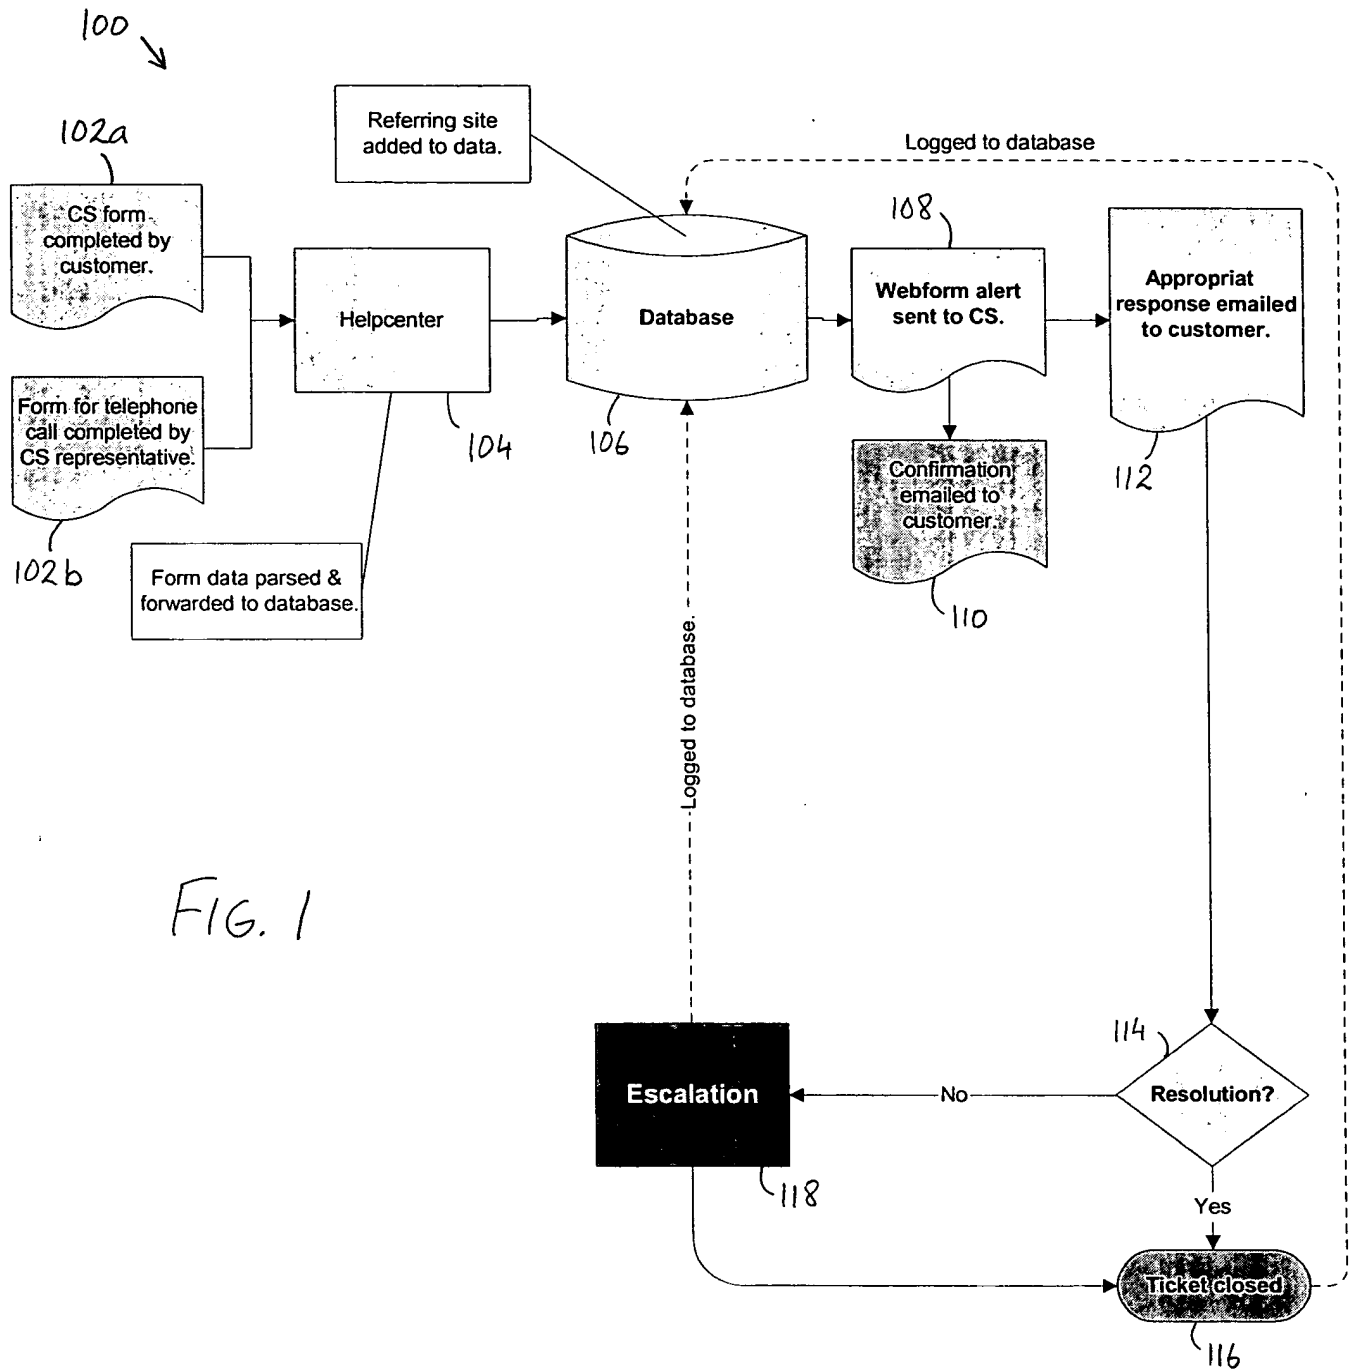 100
102a
Referring site
added to data.
Logged to database
CS form
completed by
customer.
Helpcenter
Database
108
Webform alert
sent to CS.
Appropriat
response emailed
to customer.
Form for telephone
call completed by
CS representative.
104
106
112
Confirmation
emailed to
customer.
102b
Form data parsed &
forwarded to database.
110
Logged to database.
FIG. 1
114
Escalation
No
Resolution?
118
Yes
Ticket closed
116